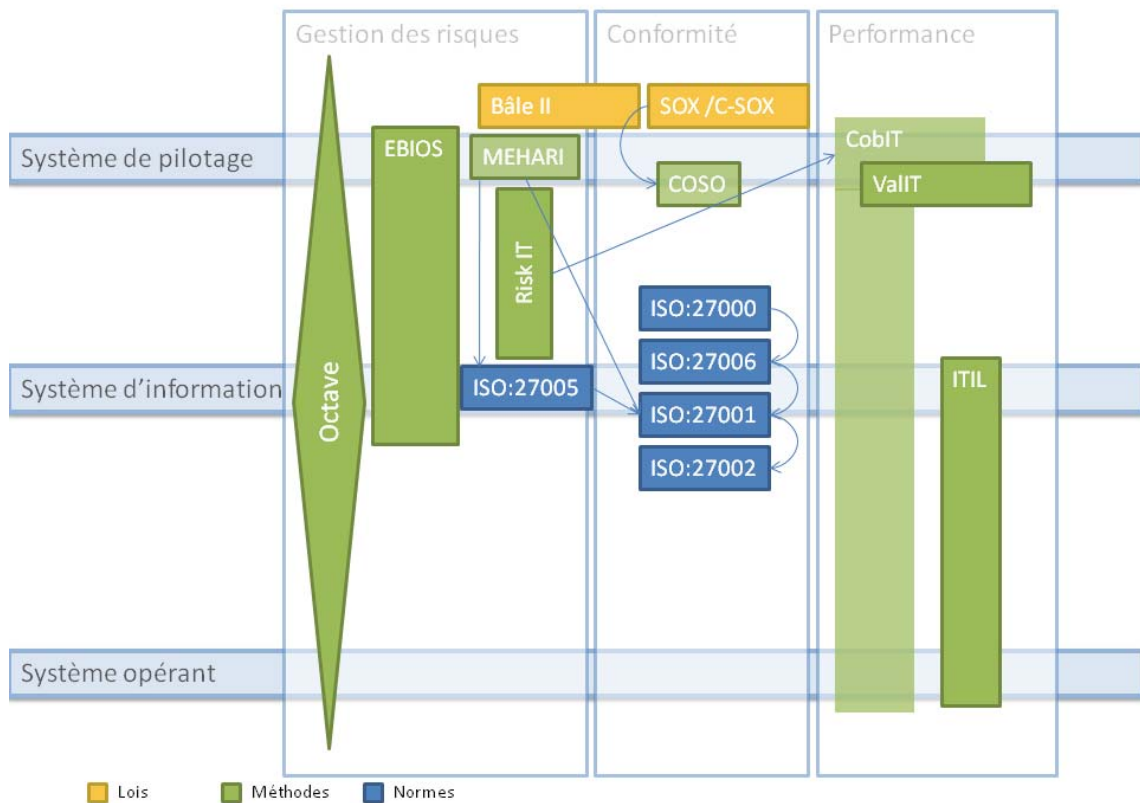 Gestion des risques
Conformité
Performance
Bâle II
SOX /C-SOX
Système de pilotage
EBIOS
MEHARI
COSO
CobIT
ValIT
Risk IT
ISO:27000
ISO:27006
Système d'information
Octave
ISO:27005
ISO:27001
ITIL
ISO:27002
Système opérant
Lois
Méthodes
Normes